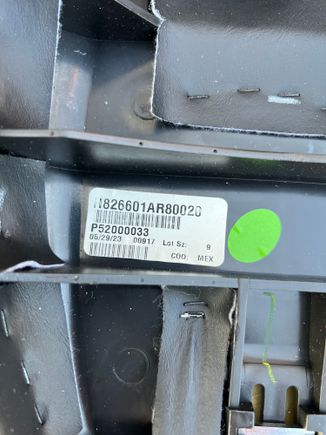 N826601AR80020
P52000033
05/29/23 00917 Lot Sz: 9
COO: MEX